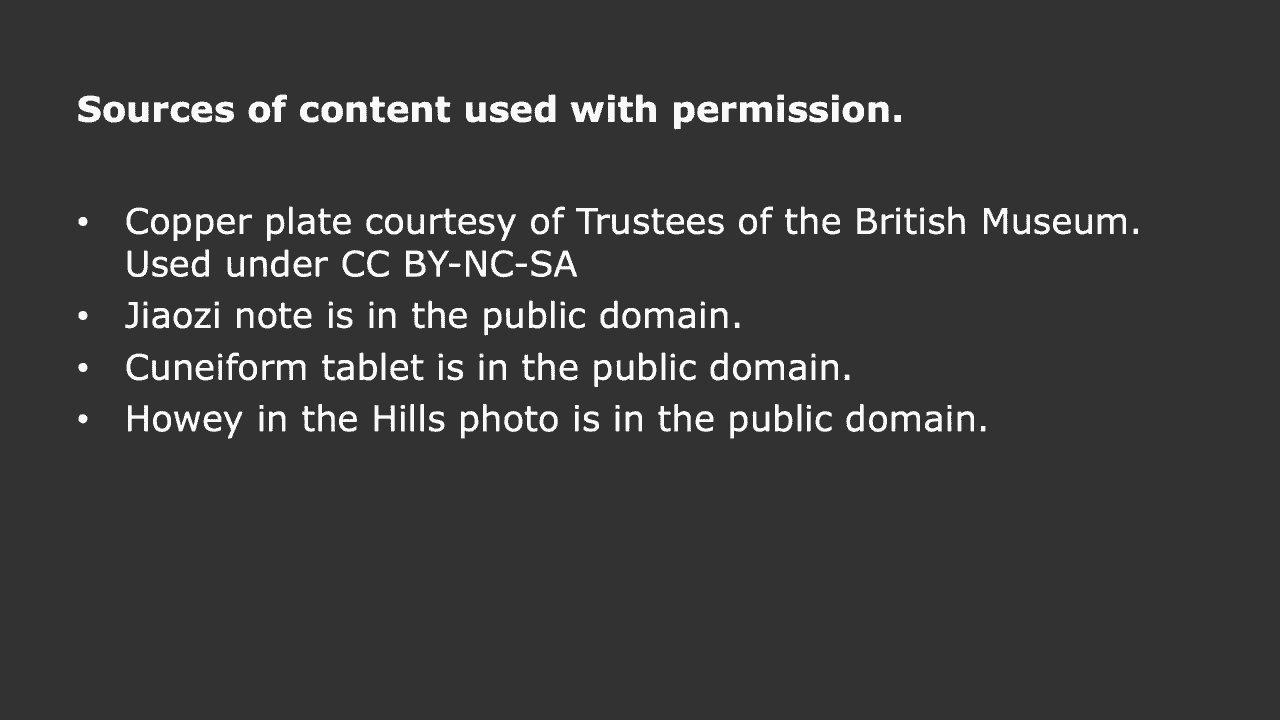 Sources of content used with permission.
• Copper plate courtesy of Trustees of the British Museum.
Used under CC BY-NC-SA
• Jiaozi note is in the public domain.
• Cuneiform tablet is in the public domain.
• Howey in the Hills photo is in the public domain.